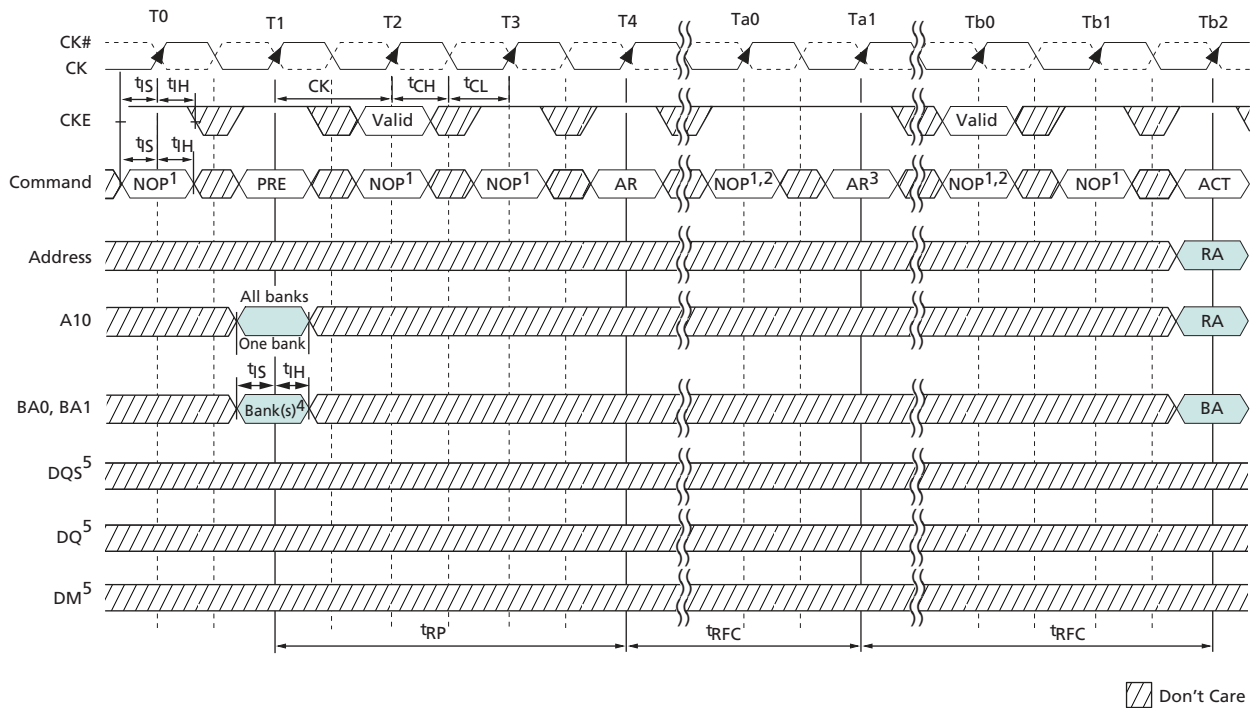 T0 T1 T2 T3 T4 Ta0 Ta1 Tb0 Tb1 Tb2
CK#
CK
tIS tIH CK tCH tCL
CKE Valid Valid
tIS tIH
Command NOP1 PRE NOP1 NOP1 AR NOP1,2 AR3 NOP1,2 NOP1 ACT
Address RA
All banks
A10 RA
One bank
tIS tIH
BA0, BA1 Bank(s)4 BA
DQS5
DQ5
DM5
tRP tRFC tRFC
Don't Care